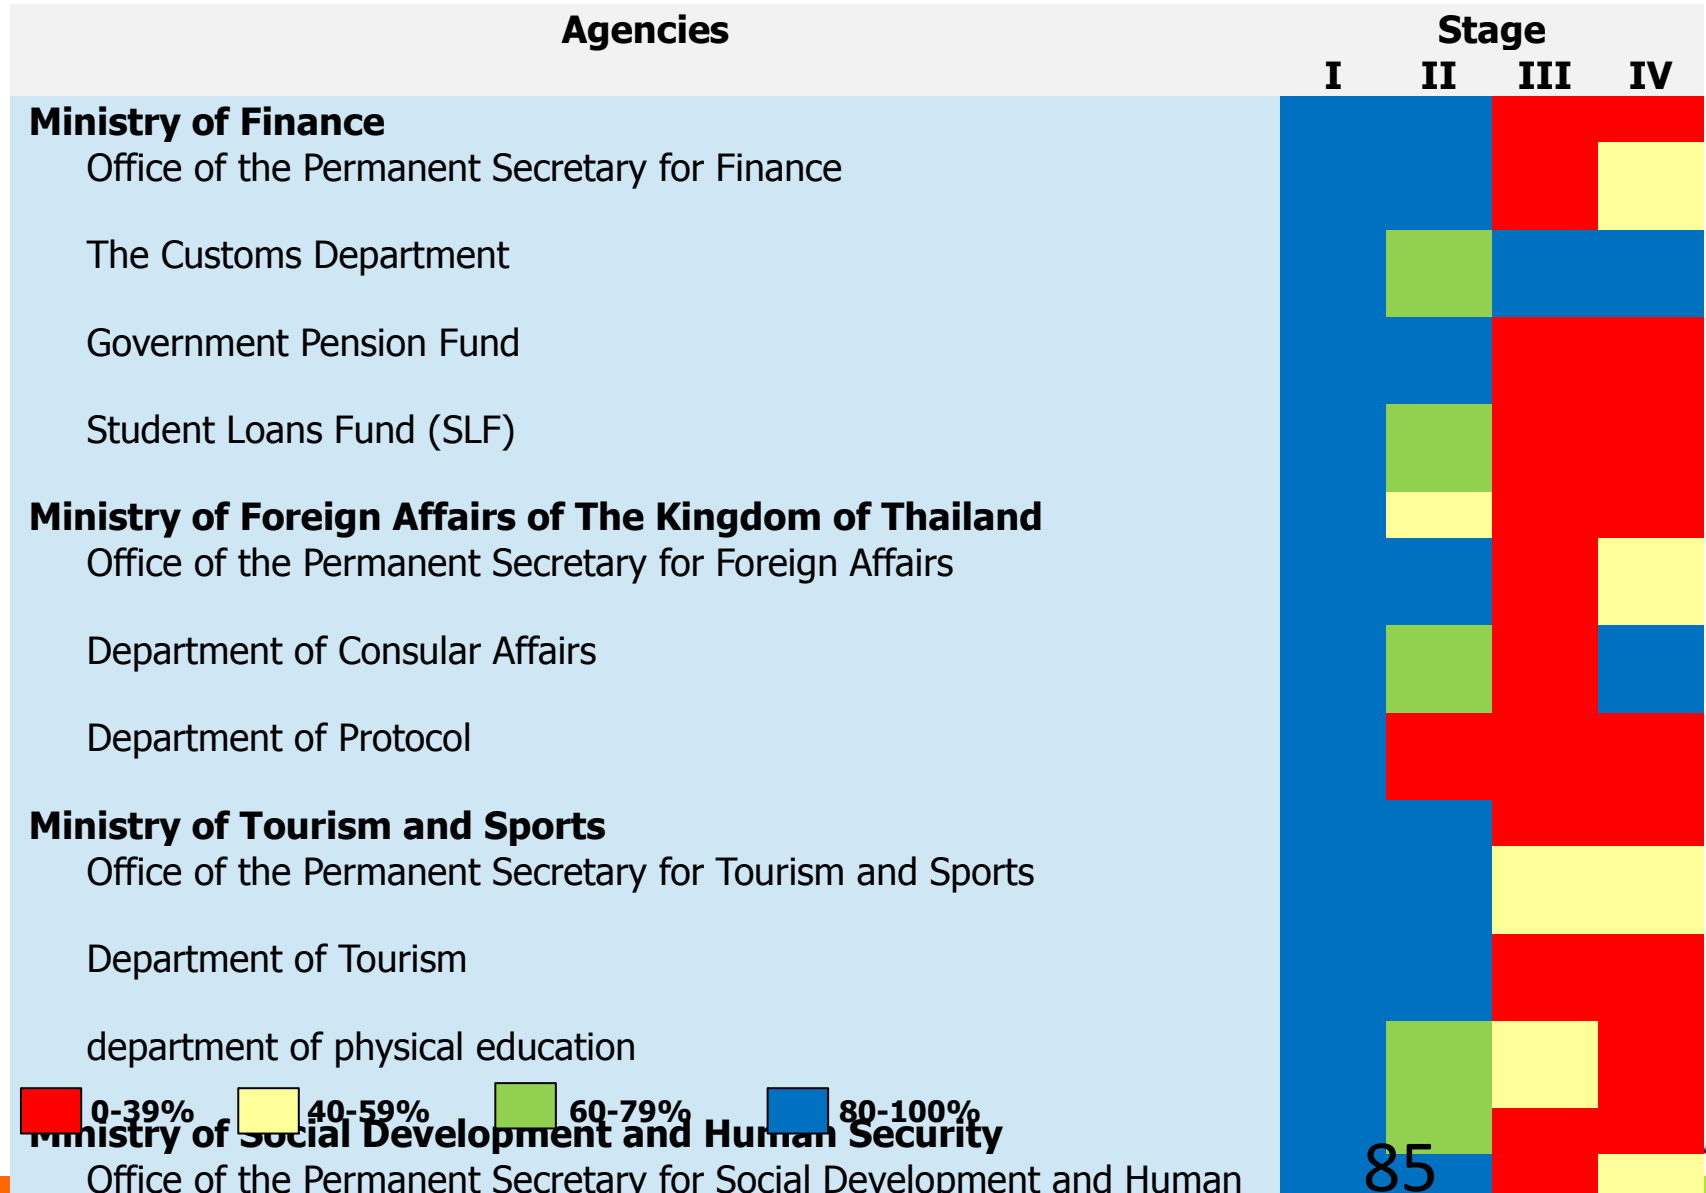 Agencies Stage
I II III IV
Ministry of Finance
Office of the Permanent Secretary for Finance
The Customs Department
Government Pension Fund
Student Loans Fund (SLF)
Ministry of Foreign Affairs of The Kingdom of Thailand
Office of the Permanent Secretary for Foreign Affairs
Department of Consular Affairs
Department of Protocol
Ministry of Tourism and Sports
Office of the Permanent Secretary for Tourism and Sports
Department of Tourism
department of physical education
0-39% 40-59% 60-79% 80-100%
Ministry of Social Development and Human Security
Office of the Permanent Secretary for Social Development and Human
85